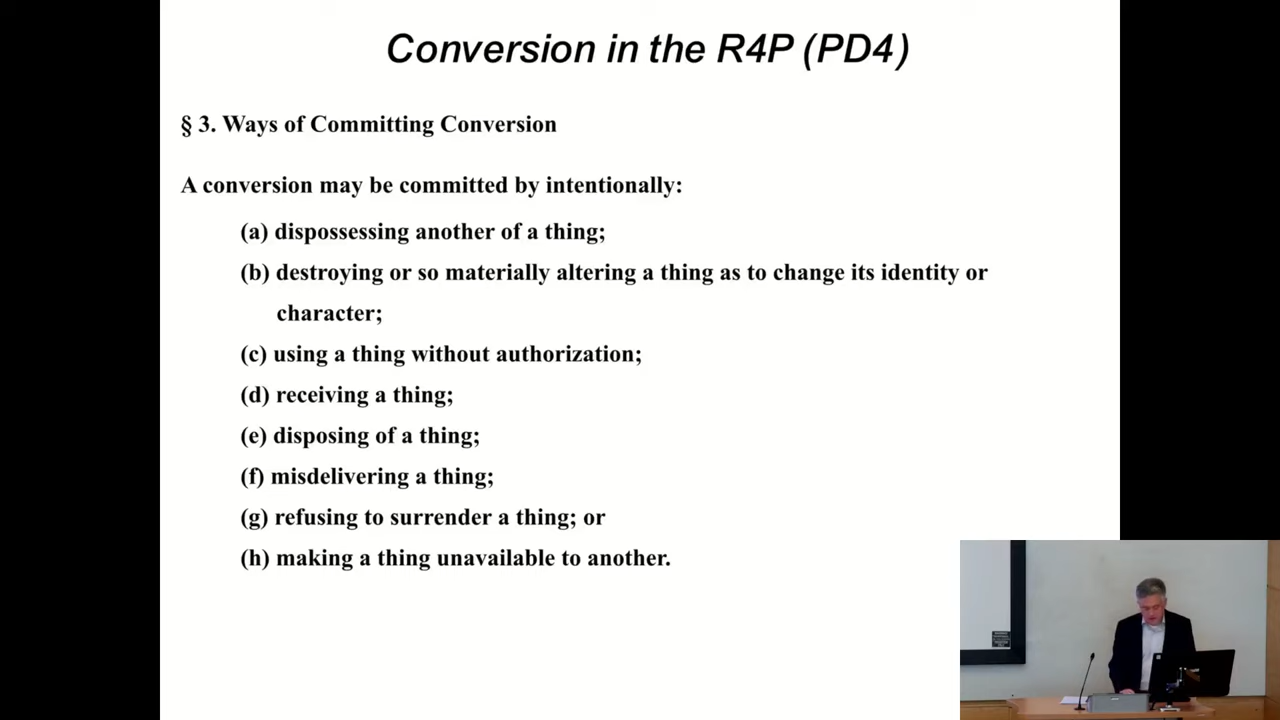 Conversion in the R4P (PD4)
§ 3. Ways of Committing Conversion
A conversion may be committed by intentionally:
(a) dispossessing another of a thing;
(b) destroying or so materially altering a thing as to change its identity or
character;
(c) using a thing without authorization;
(d) receiving a thing;
(e) disposing of a thing;
(f) misdelivering a thing;
(g) refusing to surrender a thing; or
(h) making a thing unavailable to another.